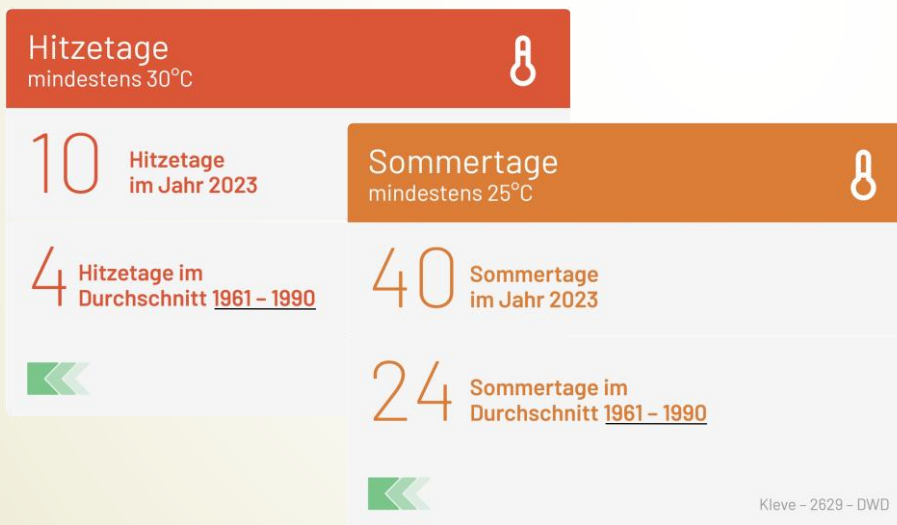 Hitzetage
mindestens 30°C
10
Hitzetage
im Jahr 2023
4
Hitzetage im
Durchschnitt 1961 – 1990
Sommertage
mindestens 25°C
40
Sommertage
im Jahr 2023
24
Sommertage im
Durchschnitt 1961 – 1990
Kleve – 2629 – DWD